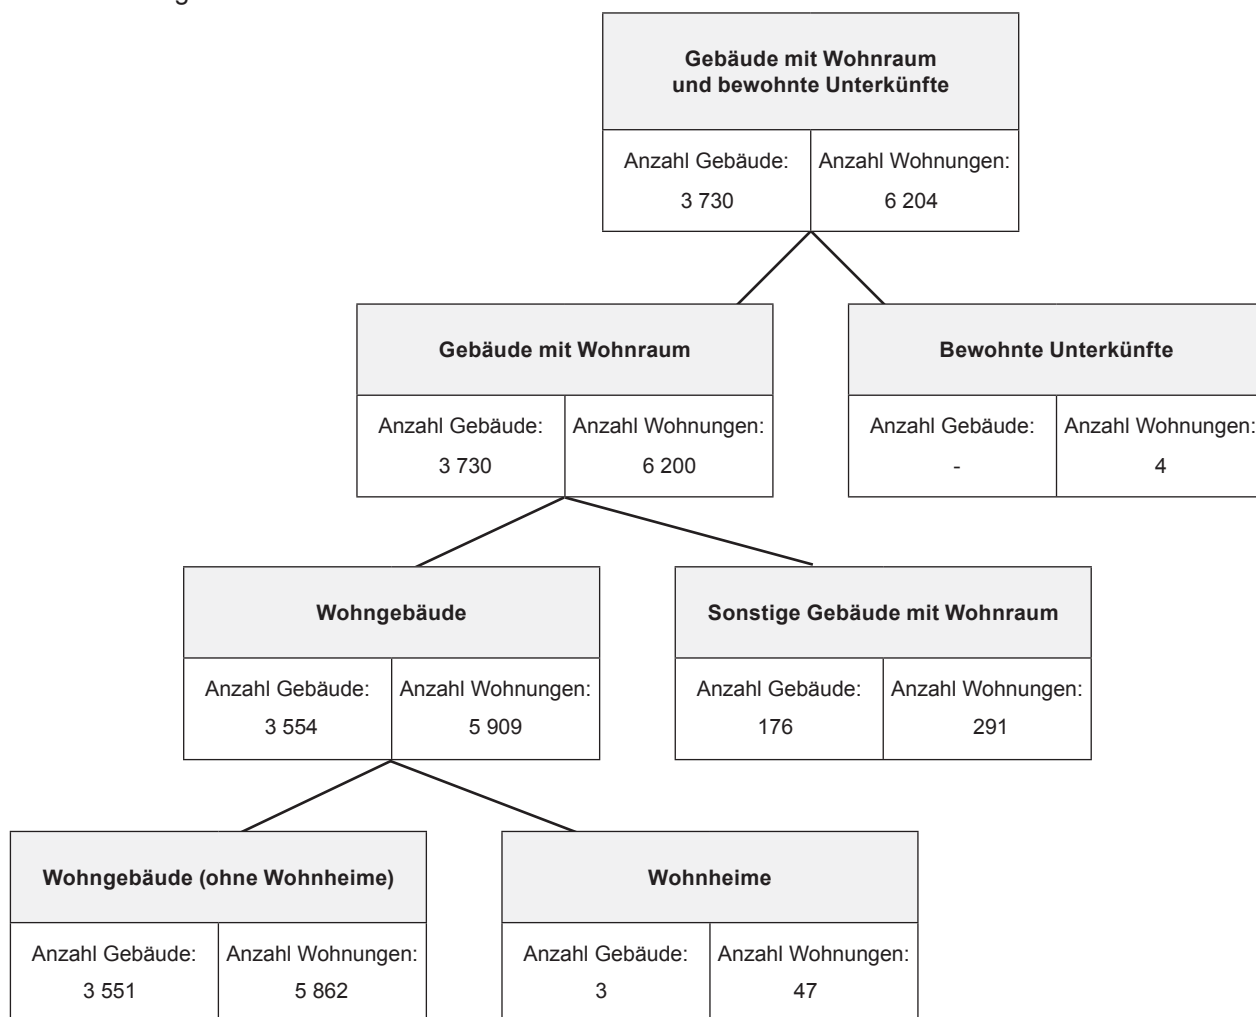 Gebäude mit Wohnraum
und bewohnte Unterkünfte
Anzahl Gebäude: Anzahl Wohnungen:
3 730 6 204
Gebäude mit Wohnraum
Anzahl Gebäude: Anzahl Wohnungen:
3 730 6 200
Bewohnte Unterkünfte
Anzahl Gebäude: Anzahl Wohnungen:
- 4
Wohngebäude
Anzahl Gebäude: Anzahl Wohnungen:
3 554 5 909
Sonstige Gebäude mit Wohnraum
Anzahl Gebäude: Anzahl Wohnungen:
176 291
Wohngebäude (ohne Wohnheime)
Anzahl Gebäude: Anzahl Wohnungen:
3 551 5 862
Wohnheime
Anzahl Gebäude: Anzahl Wohnungen:
3 47